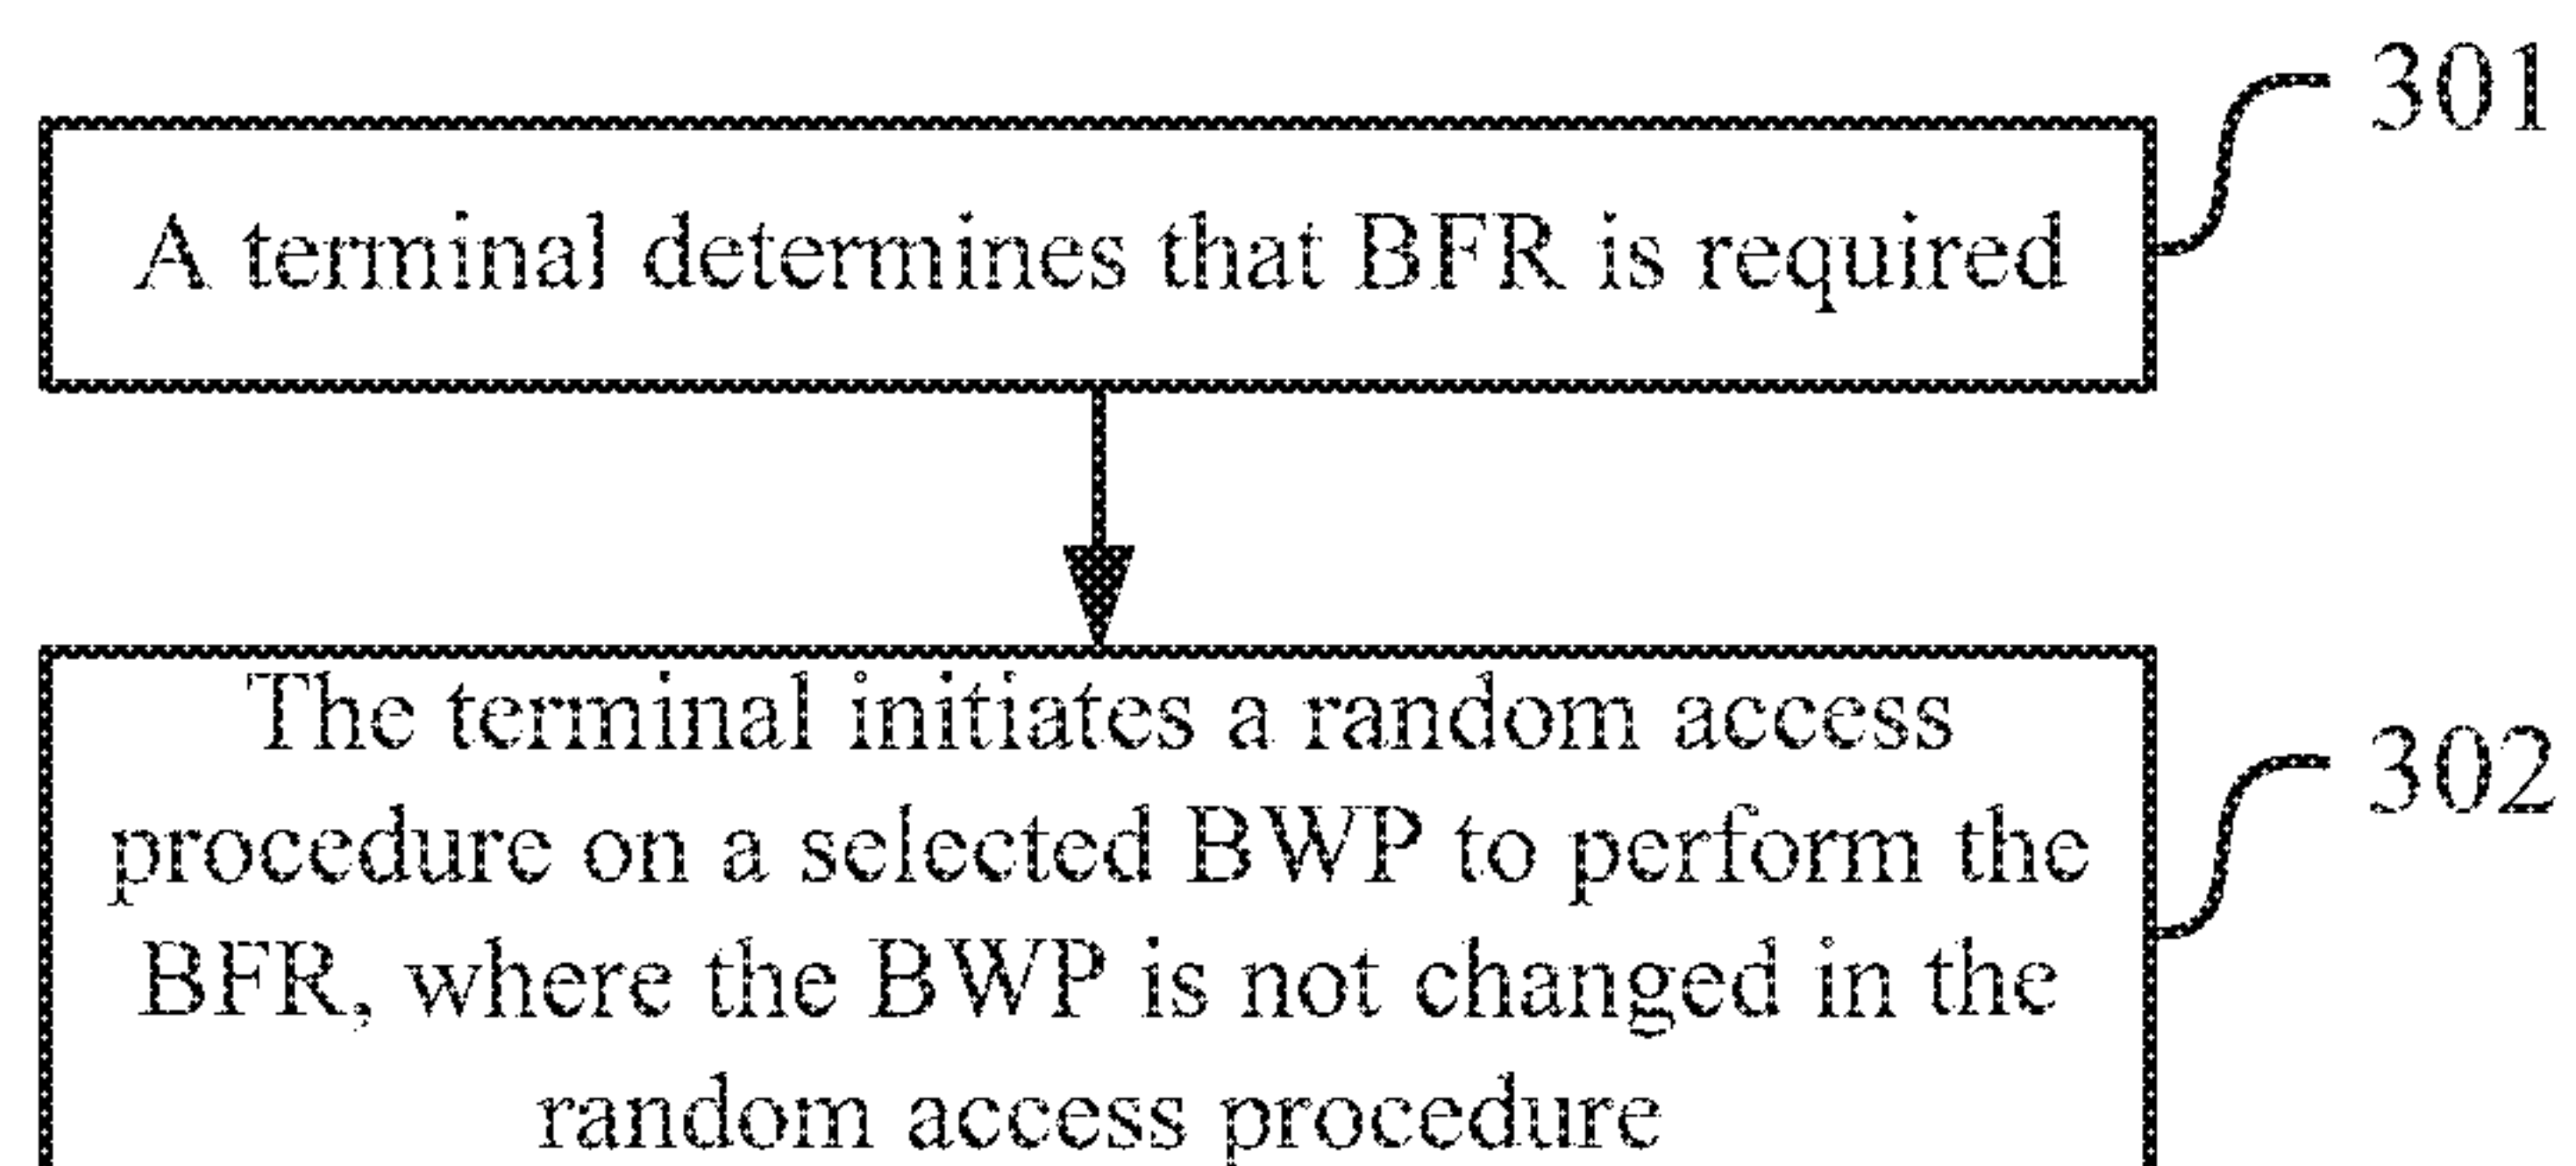 301
A terminal determines that BFR is required
The terminal initiates a random access
procedure on a selected BWP to perform the
302
BFR, where the BWP is not changed in the
random access procedure